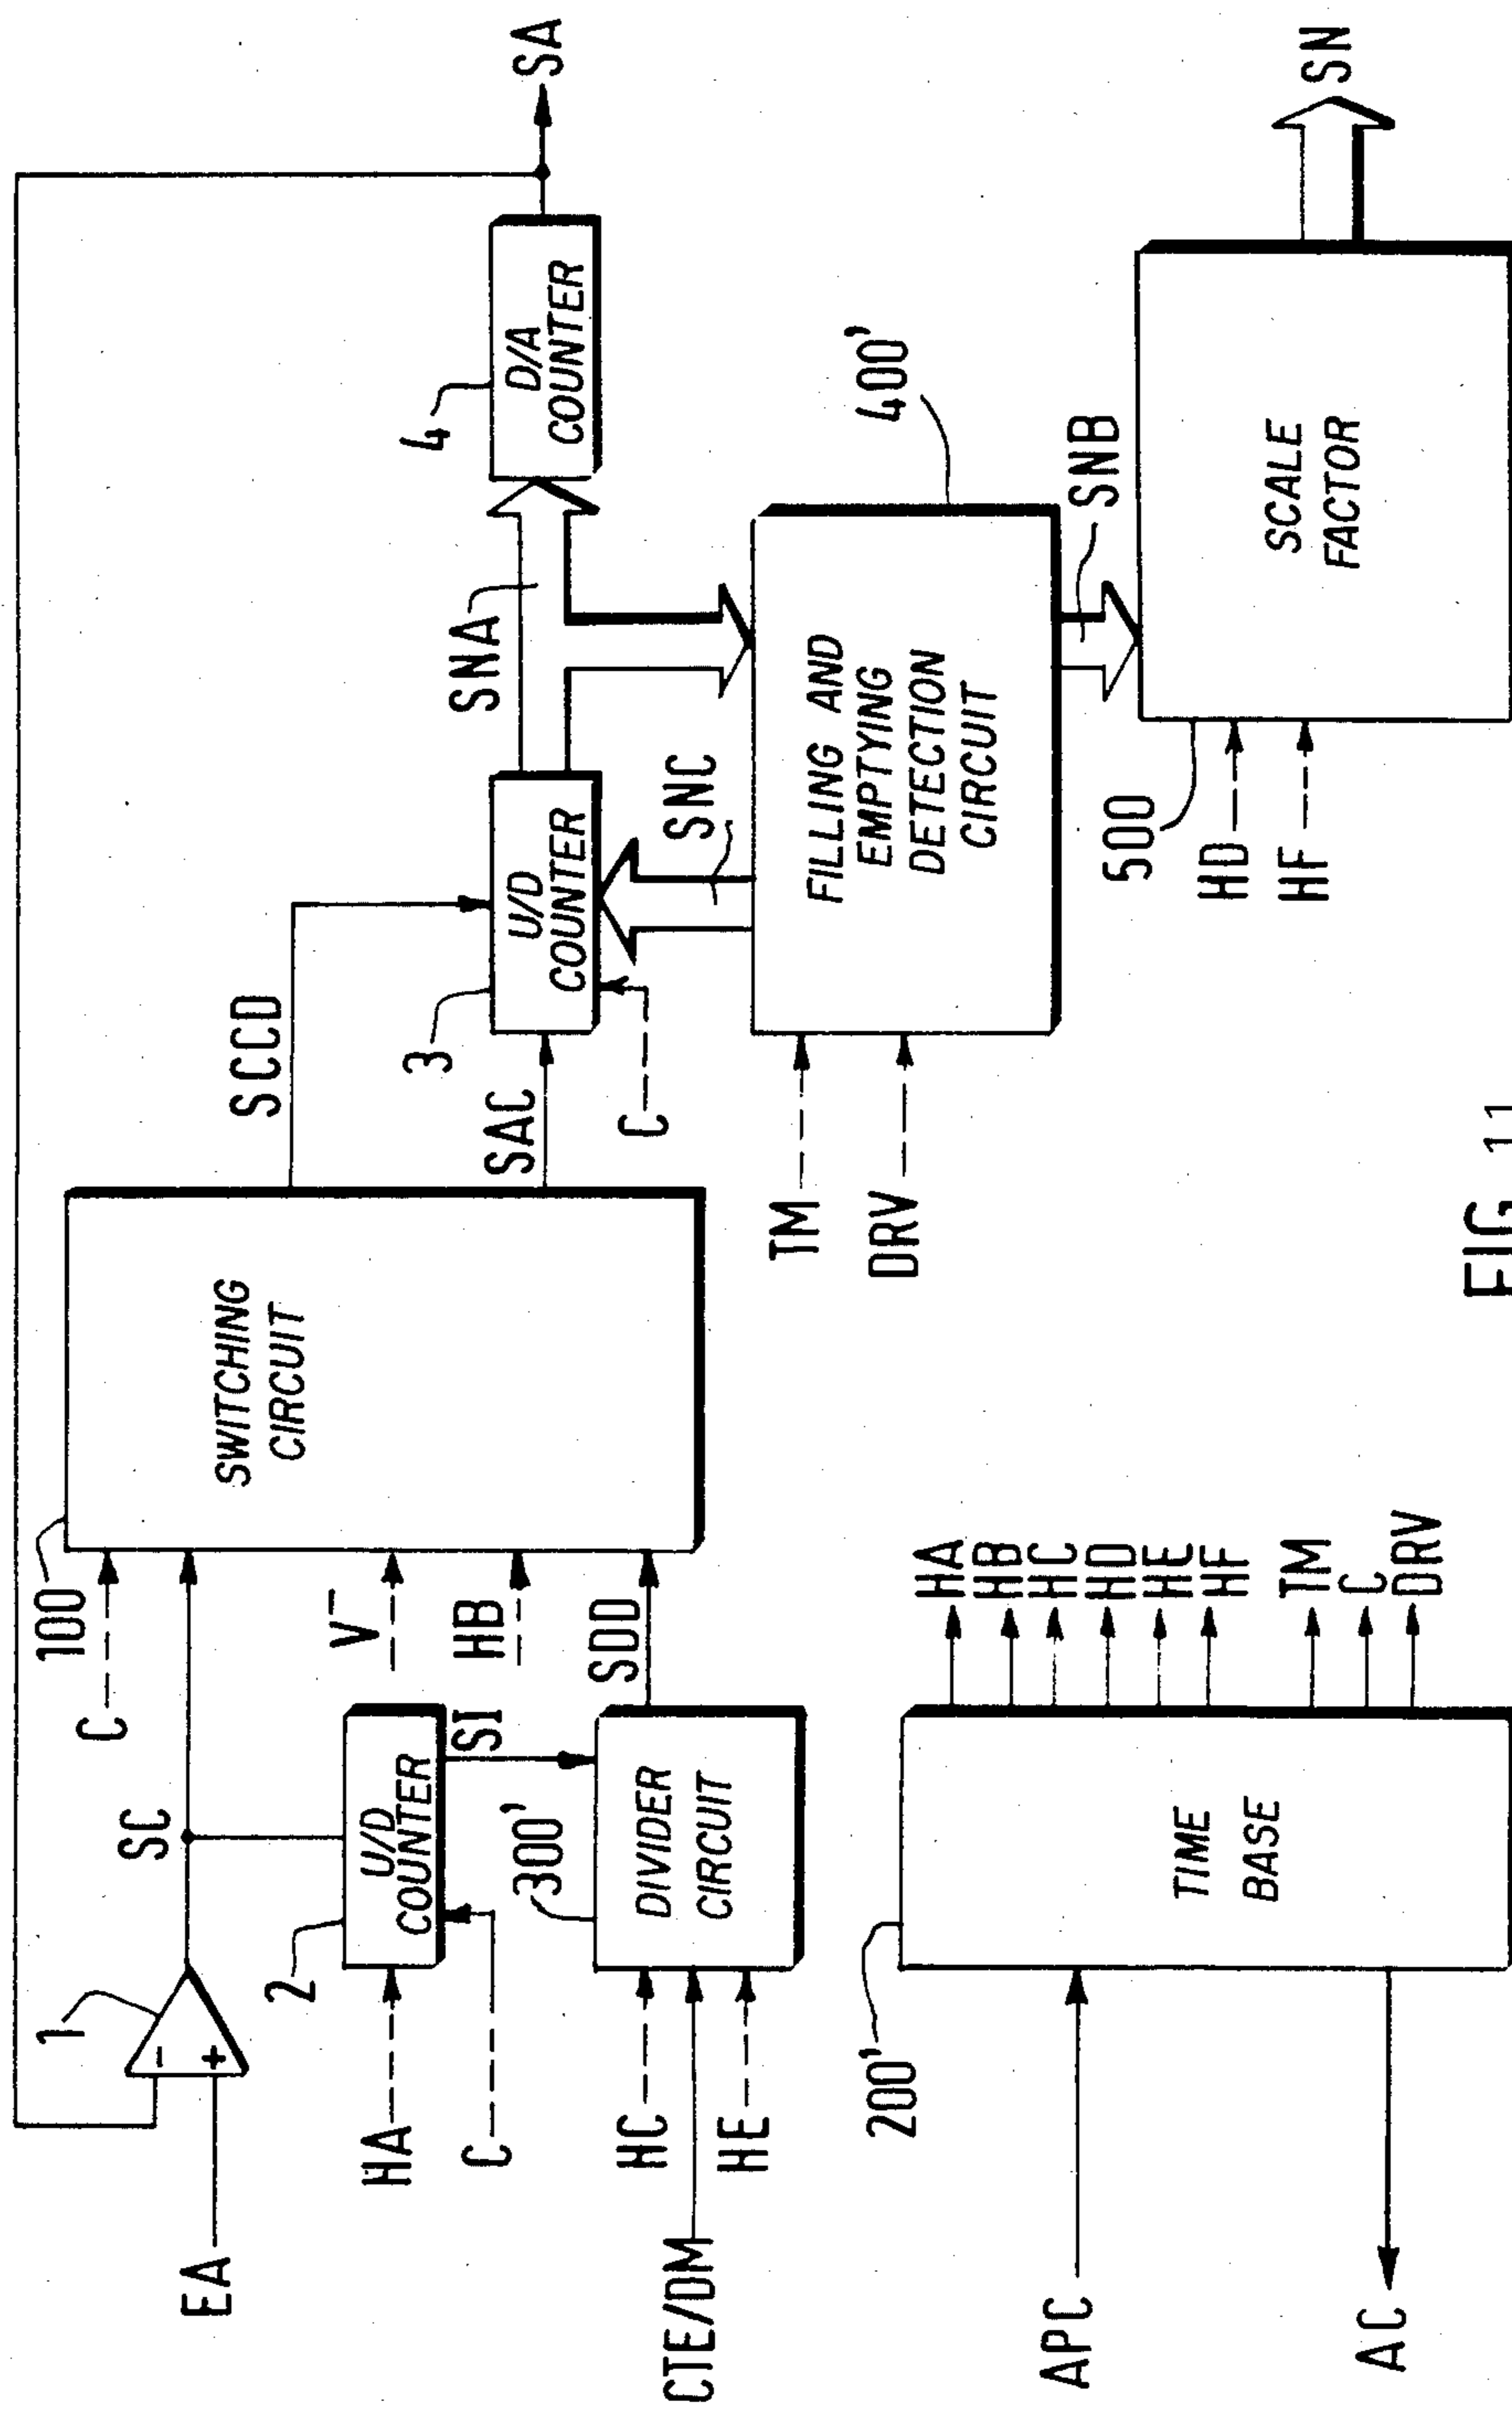 SA
4
D/A
COUNTER
SNA
SNC
U/D
COUNTER
3
SCCD
SAC
C
FILLING AND
EMPTYING
DETECTION
CIRCUIT
400'
TM
DRV
SNB
SCALE
FACTOR
500
HD
HF
SN
SWITCHING
CIRCUIT
100
C
V-
HB
SDD
SC
1
-
+
EA
2
U/D
COUNTER
SI
HA
C
300'
DIVIDER
CIRCUIT
HC
CTE/DM
HE
200'
TIME
BASE
HA
HB
HC
HD
HE
HF
TM
C
DRV
APC
AC
FIG_11